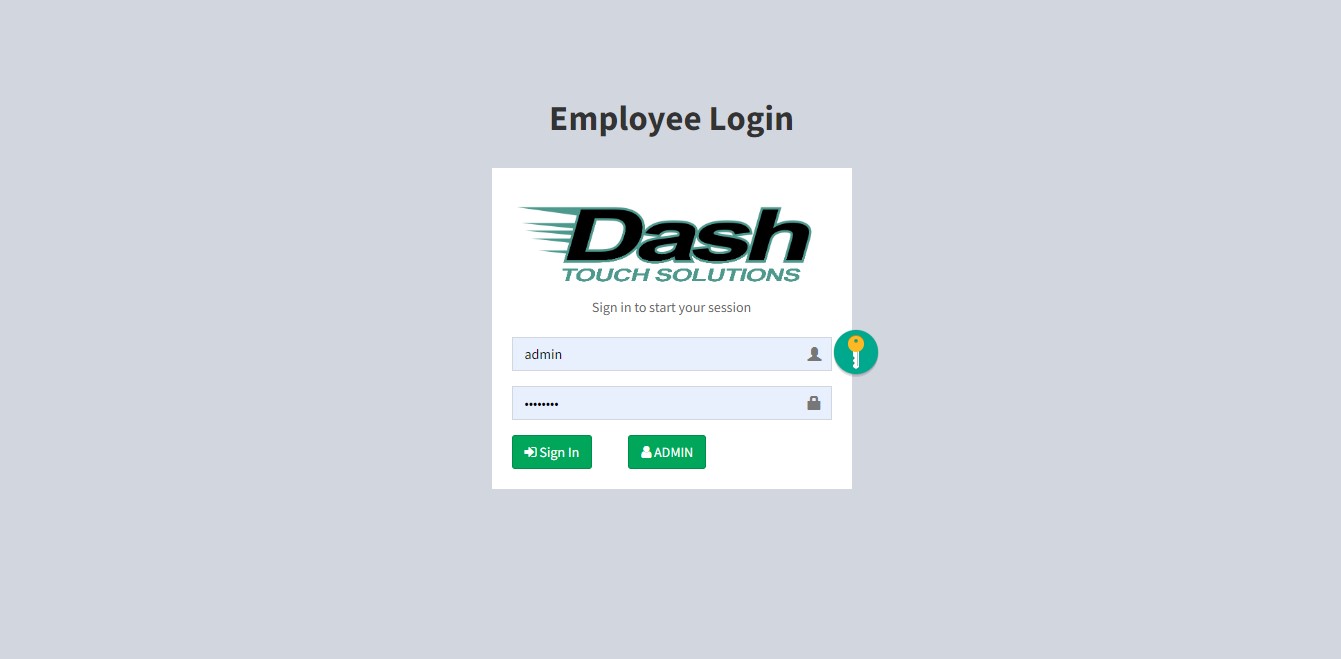 Employee Login
Dash
TOUCH SOLUTIONS
Sign in to start your session
admin
••••••••
Sign In
ADMIN